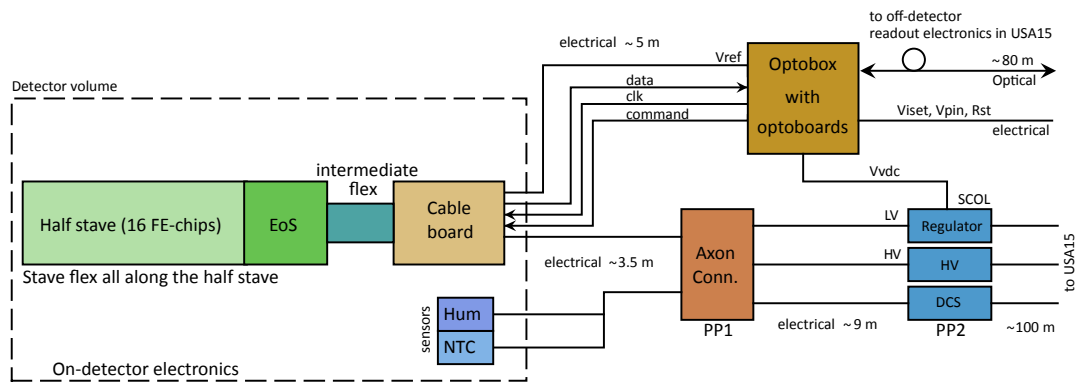 to off-detector
readout electronics in USA15
electrical ~ 5 m
Vref
Optobox
with
optoboards
~ 80 m
Optical
Detector volume
data
clk
command
Viset, Vpin, Rst
electrical
intermediate
flex
Vvdc
SCOL
Half stave (16 FE-chips)
EoS
Cable
board
LV
Regulator
Axon
Conn.
HV
HV
to USA15
Stave flex all along the half stave
electrical ~3.5 m
sensors
Hum
NTC
DCS
PP1
electrical ~ 9 m
PP2
~100 m
On-detector electronics